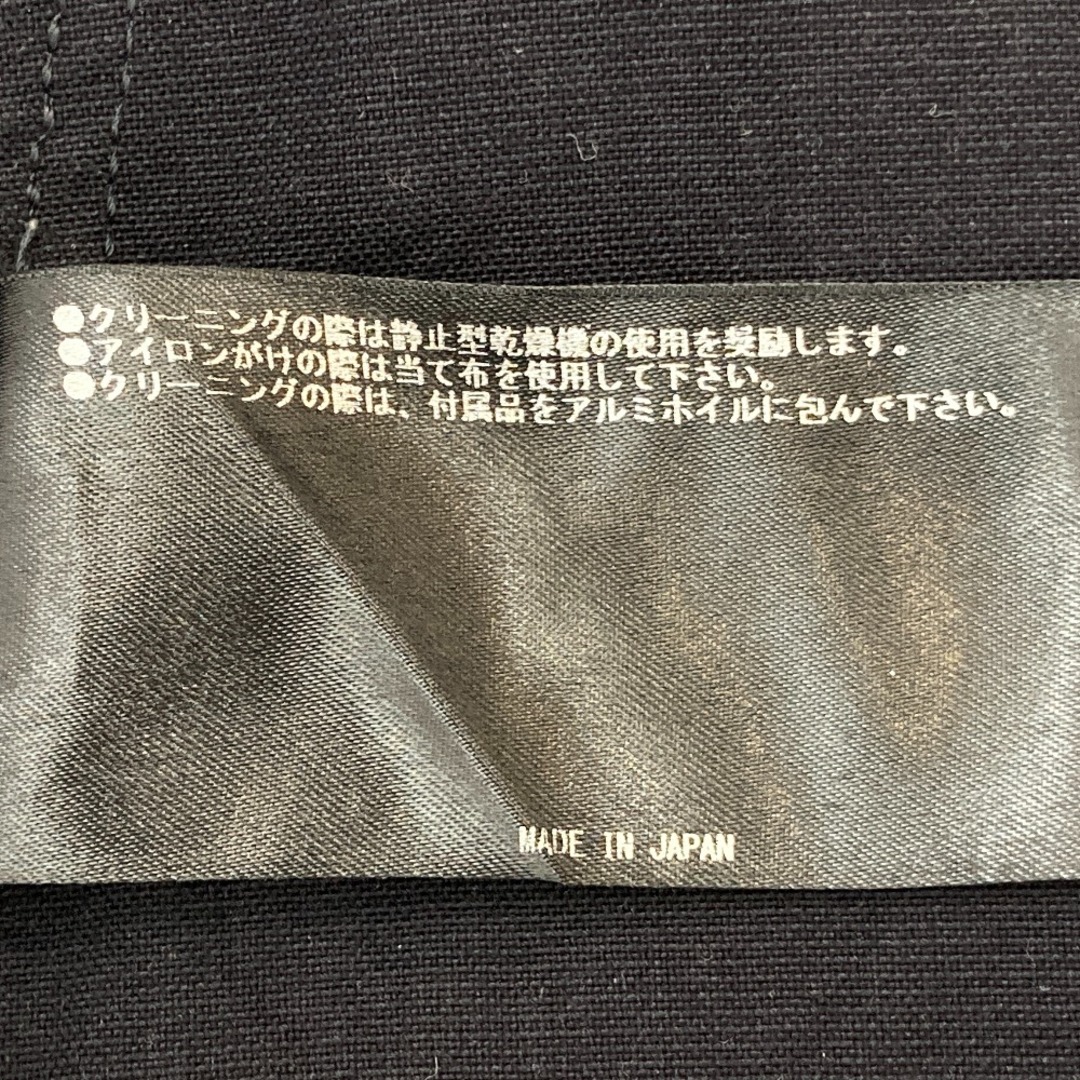 ●クリーニングの際は静止型乾燥機の使用を奨励します。
●アイロンがけの際は当て布を使用して下さい。
●クリーニングの際は、付属品をアルミホイルに包んで下さい。
MADE IN JAPAN